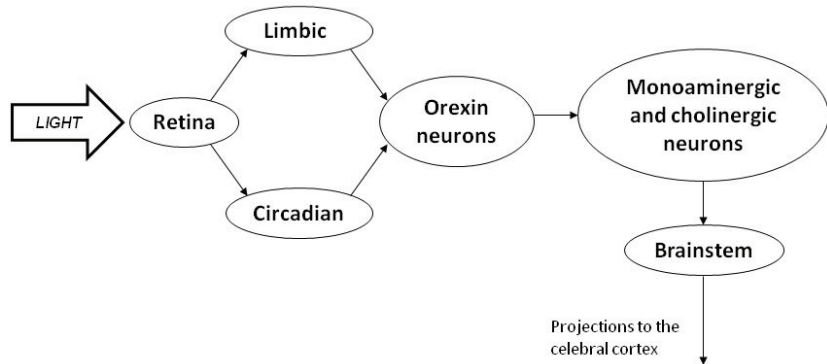 LIGHT
Retina
Limbic
Circadian
Orexin
neurons
Monoaminergic
and cholinergic
neurons
Brainstem
Projections to the
celebral cortex